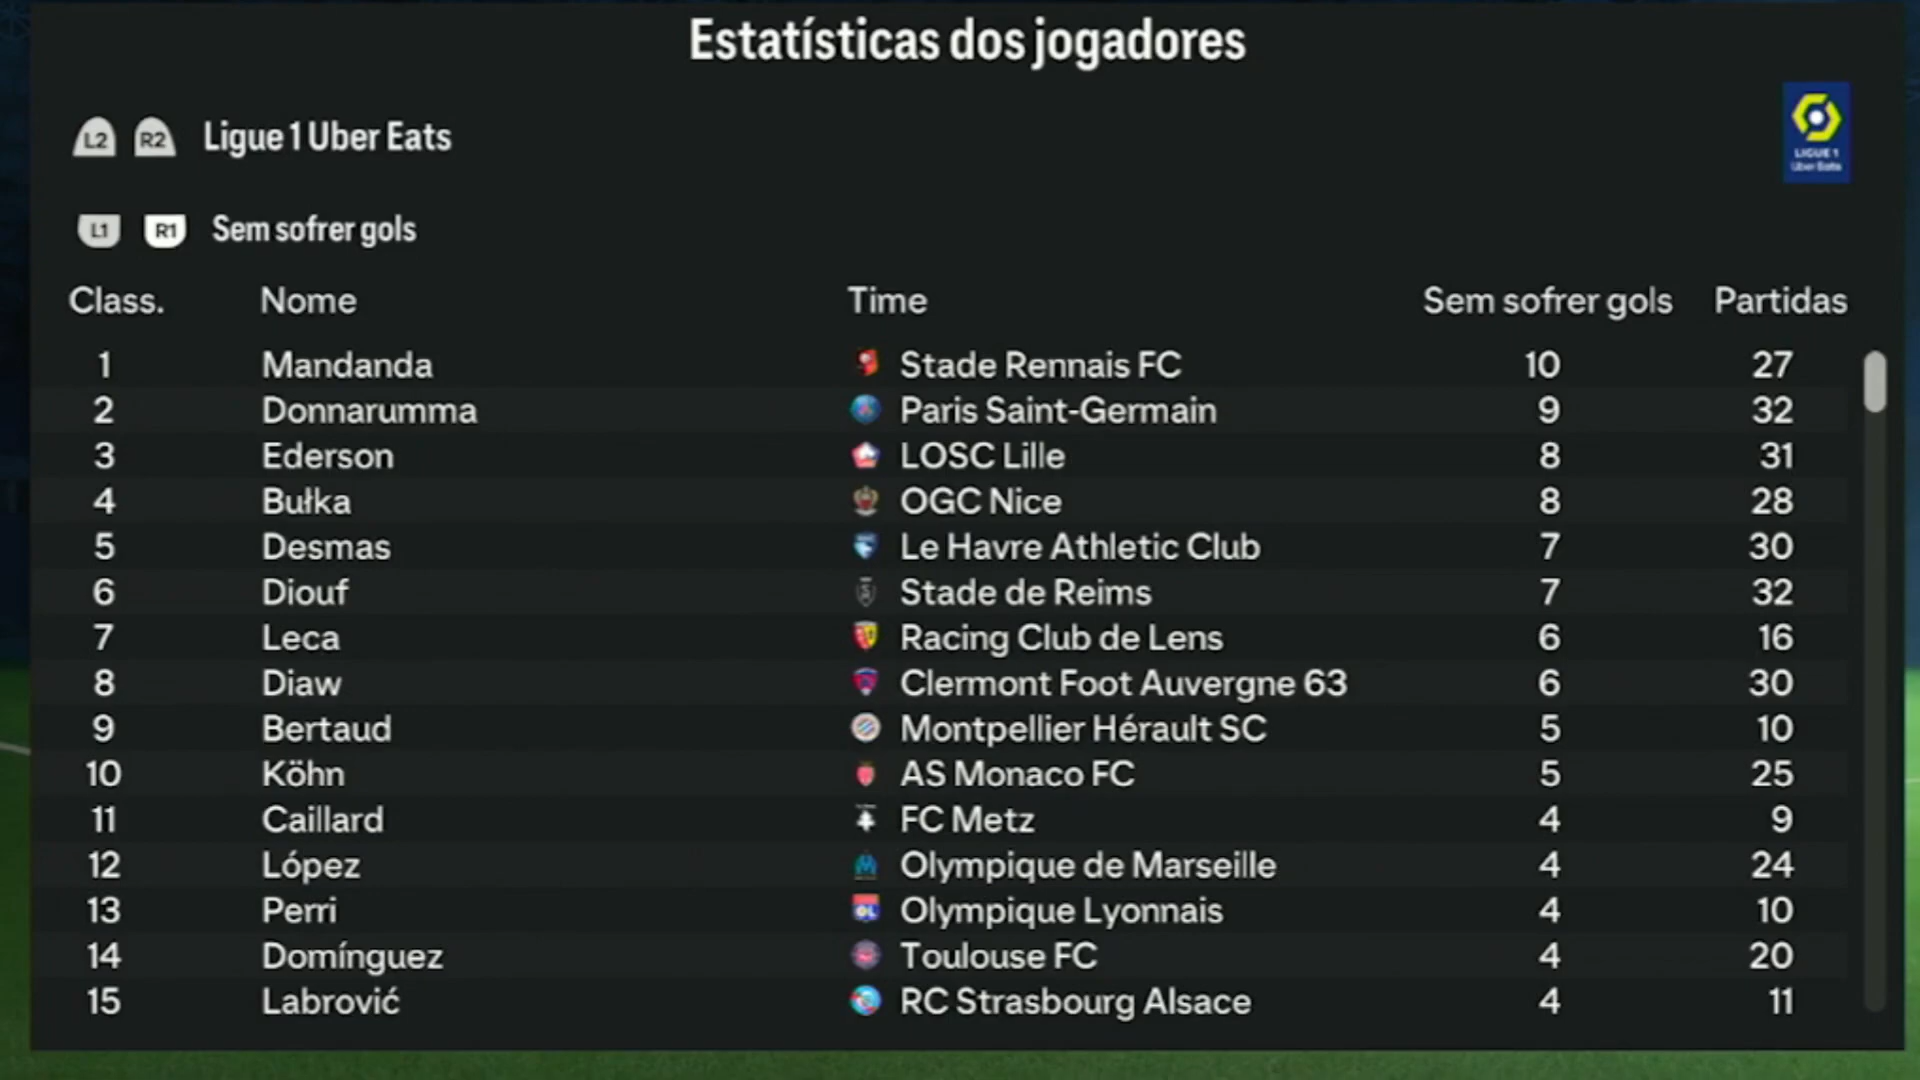 Estatísticas dos jogadores
L2 R2 Ligue 1 Uber Eats
LIGUE 1
Uber Eats
L1 R1 Sem sofrer gols
Class. Nome Time Sem sofrer gols Partidas
1 Mandanda Stade Rennais FC 10 27
2 Donnarumma Paris Saint-Germain 9 32
3 Ederson LOSC Lille 8 31
4 Bułka OGC Nice 8 28
5 Desmas Le Havre Athletic Club 7 30
6 Diouf Stade de Reims 7 32
7 Leca Racing Club de Lens 6 16
8 Diaw Clermont Foot Auvergne 63 6 30
9 Bertaud Montpellier Hérault SC 5 10
10 Köhn AS Monaco FC 5 25
11 Caillard FC Metz 4 9
12 López Olympique de Marseille 4 24
13 Perri OL Olympique Lyonnais 4 10
14 Domínguez Toulouse FC 4 20
15 Labrović RC Strasbourg Alsace 4 11